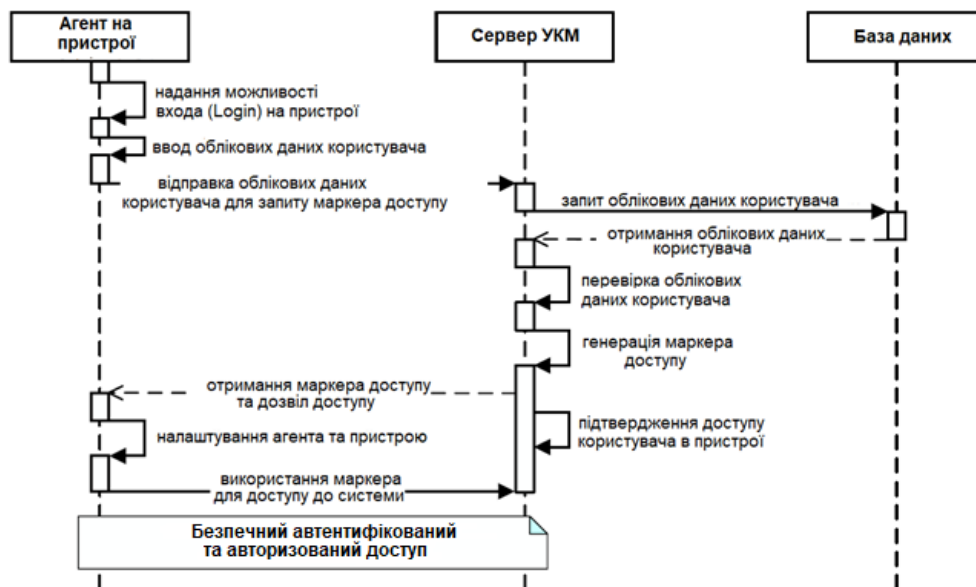 Агент на
пристрої
Сервер УКМ
База даних
надання можливості
входа (Login) на пристрої
ввод облікових даних користувача
відправка облікових даних
користувача для запиту маркера доступу
запит облікових даних користувача
отримання облікових даних
користувача
перевірка облікових
даних користувача
генерація маркера
доступу
отримання маркера доступу
та дозвіл доступу
підтвердження доступу
користувача в пристрої
налаштування агента та пристрою
використання маркера
для доступу до системи
Безпечний автентифікований
та авторизований доступ